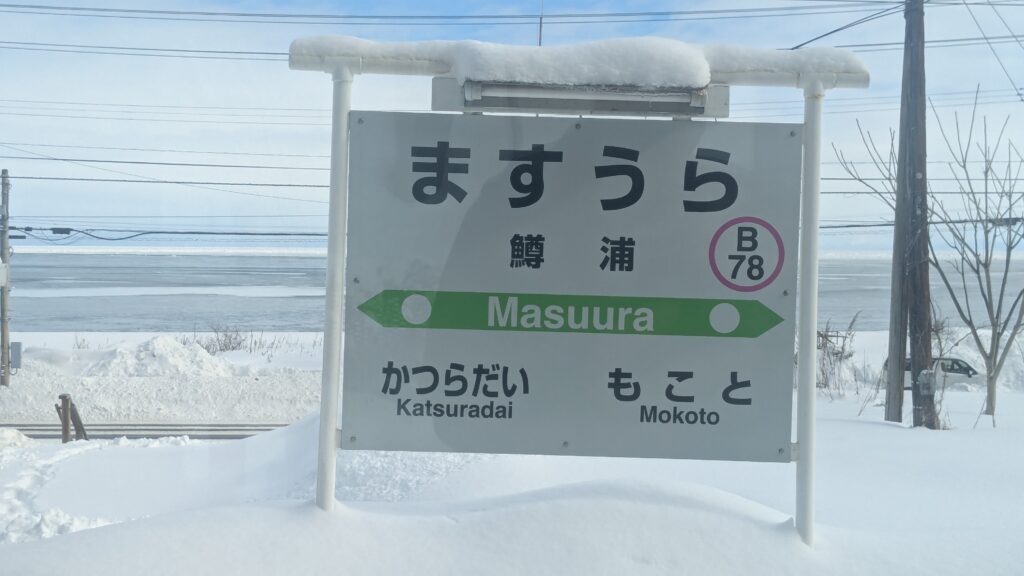 ますうら
鱒浦
B
78
Masuura
かつらだい
Katsuradai
もこと
Mokoto